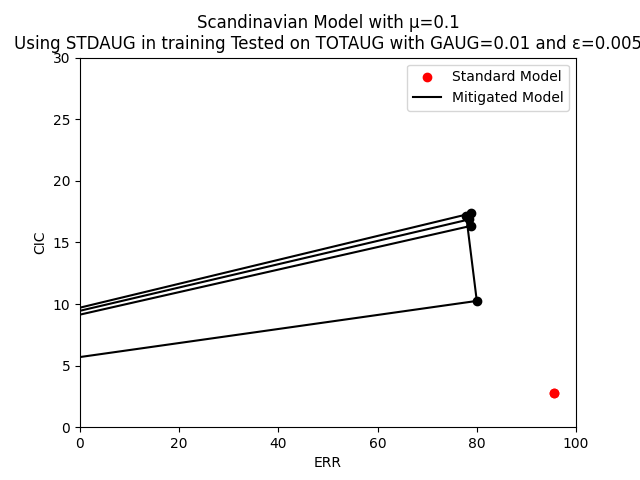 Scandinavian Model with μ=0.1
Using STDAUG in training Tested on TOTAUG with GAUG=0.01 and ε=0.005
30
25
20
15
10
5
0
CIC
Standard Model
Mitigated Model
0 20 40 60 80 100
ERR